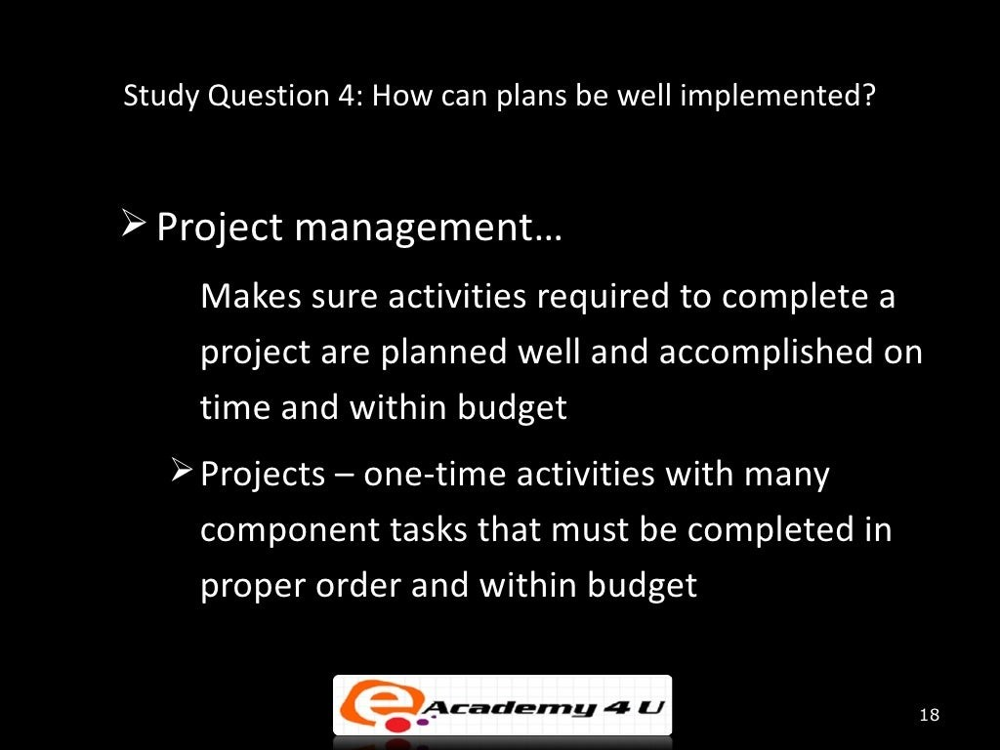 Study Question 4: How can plans be well implemented?
➢ Project management…
Makes sure activities required to complete a
project are planned well and accomplished on
time and within budget
➢ Projects – one-time activities with many
component tasks that must be completed in
proper order and within budget
e Academy 4 U
18